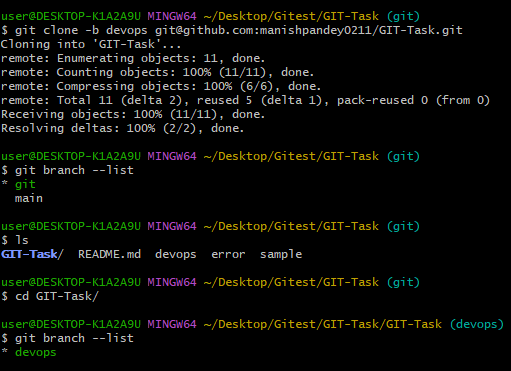 user@DESKTOP-K1A2A9U MINGW64 ~/Desktop/Gitest/GIT-Task (git)
$ git clone -b devops git@github.com:manishpandey0211/GIT-Task.git
Cloning into 'GIT-Task'...
remote: Enumerating objects: 11, done.
remote: Counting objects: 100% (11/11), done.
remote: Compressing objects: 100% (6/6), done.
remote: Total 11 (delta 2), reused 5 (delta 1), pack-reused 0 (from 0)
Receiving objects: 100% (11/11), done.
Resolving deltas: 100% (2/2), done.
user@DESKTOP-K1A2A9U MINGW64 ~/Desktop/Gitest/GIT-Task (git)
$ git branch --list
* git
main
user@DESKTOP-K1A2A9U MINGW64 ~/Desktop/Gitest/GIT-Task (git)
$ ls
GIT-Task/ README.md devops error sample
user@DESKTOP-K1A2A9U MINGW64 ~/Desktop/Gitest/GIT-Task (git)
$ cd GIT-Task/
user@DESKTOP-K1A2A9U MINGW64 ~/Desktop/Gitest/GIT-Task/GIT-Task (devops)
$ git branch --list
* devops